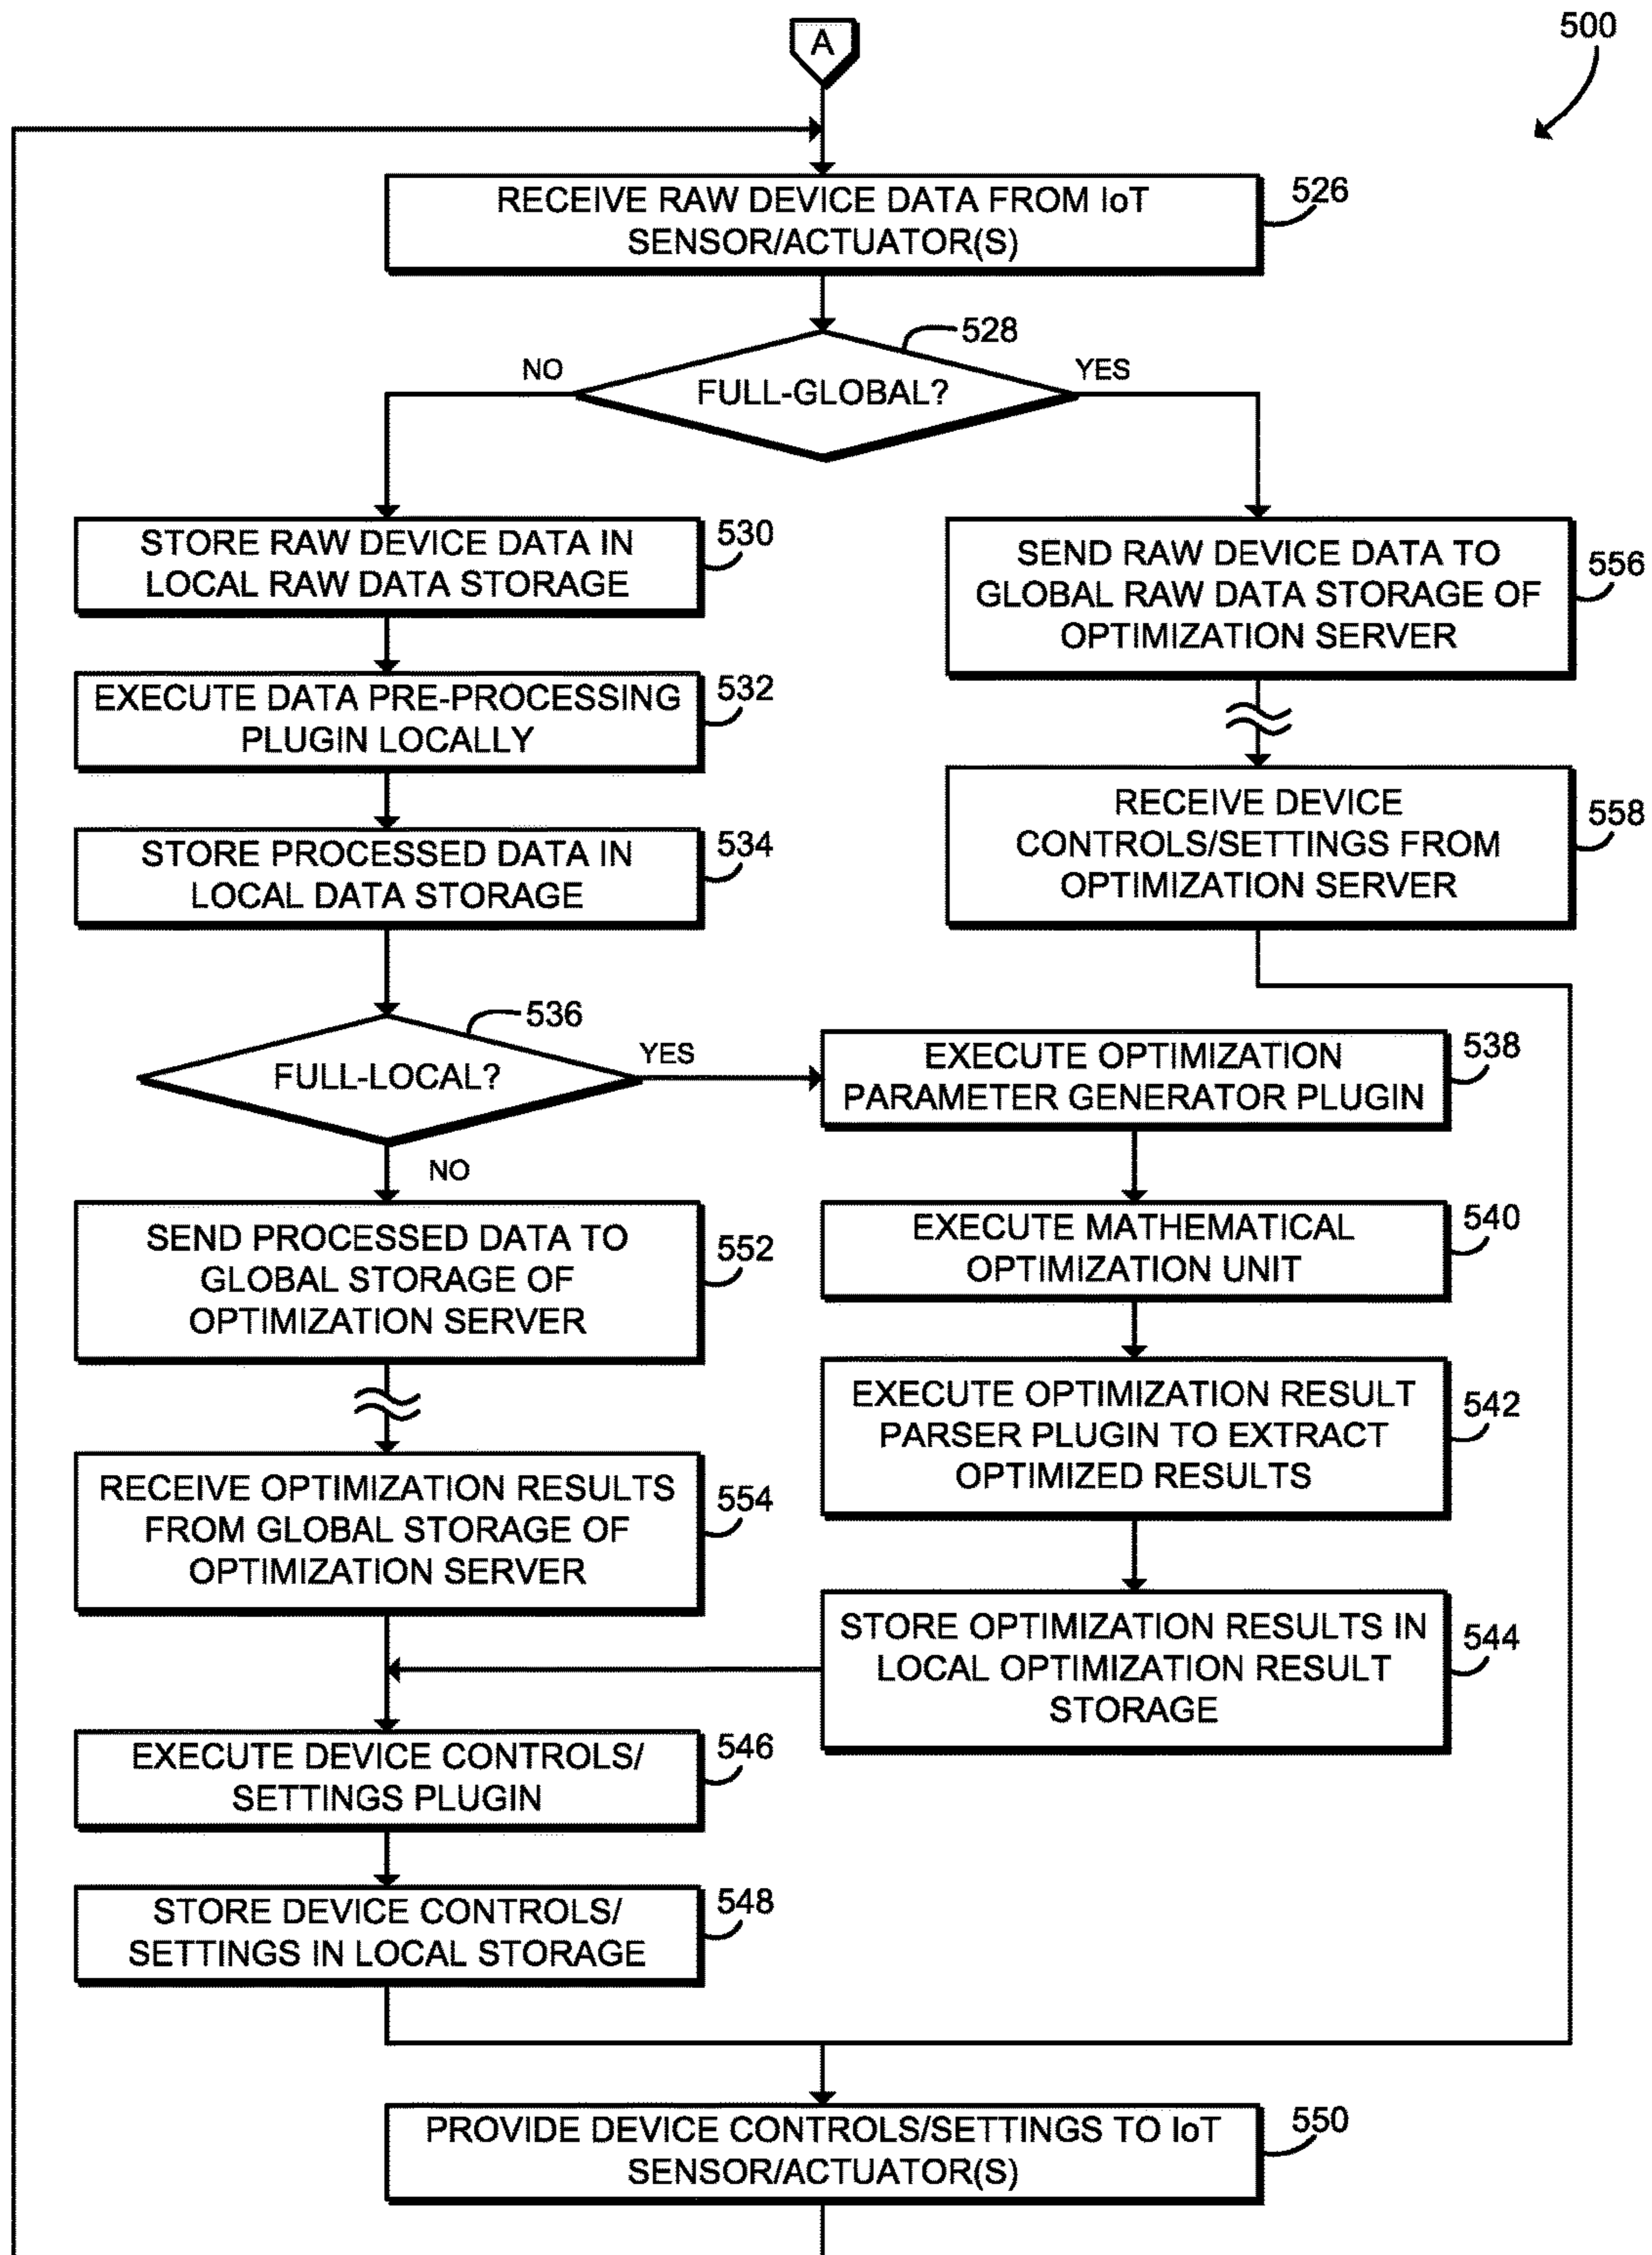 A
500
RECEIVE RAW DEVICE DATA FROM IoT
SENSOR/ACTUATOR(S)
526
528
FULL-GLOBAL?
NO
YES
STORE RAW DEVICE DATA IN
LOCAL RAW DATA STORAGE
530
SEND RAW DEVICE DATA TO
GLOBAL RAW DATA STORAGE OF
OPTIMIZATION SERVER
556
EXECUTE DATA PRE-PROCESSING
PLUGIN LOCALLY
532
RECEIVE DEVICE
CONTROLS/SETTINGS FROM
OPTIMIZATION SERVER
558
STORE PROCESSED DATA IN
LOCAL DATA STORAGE
534
536
FULL-LOCAL?
YES
NO
EXECUTE OPTIMIZATION
PARAMETER GENERATOR PLUGIN
538
EXECUTE MATHEMATICAL
OPTIMIZATION UNIT
540
SEND PROCESSED DATA TO
GLOBAL STORAGE OF
OPTIMIZATION SERVER
552
EXECUTE OPTIMIZATION RESULT
PARSER PLUGIN TO EXTRACT
OPTIMIZED RESULTS
542
RECEIVE OPTIMIZATION RESULTS
FROM GLOBAL STORAGE OF
OPTIMIZATION SERVER
554
STORE OPTIMIZATION RESULTS IN
LOCAL OPTIMIZATION RESULT
STORAGE
544
EXECUTE DEVICE CONTROLS/
SETTINGS PLUGIN
546
STORE DEVICE CONTROLS/
SETTINGS IN LOCAL STORAGE
548
PROVIDE DEVICE CONTROLS/SETTINGS TO IoT
SENSOR/ACTUATOR(S)
550